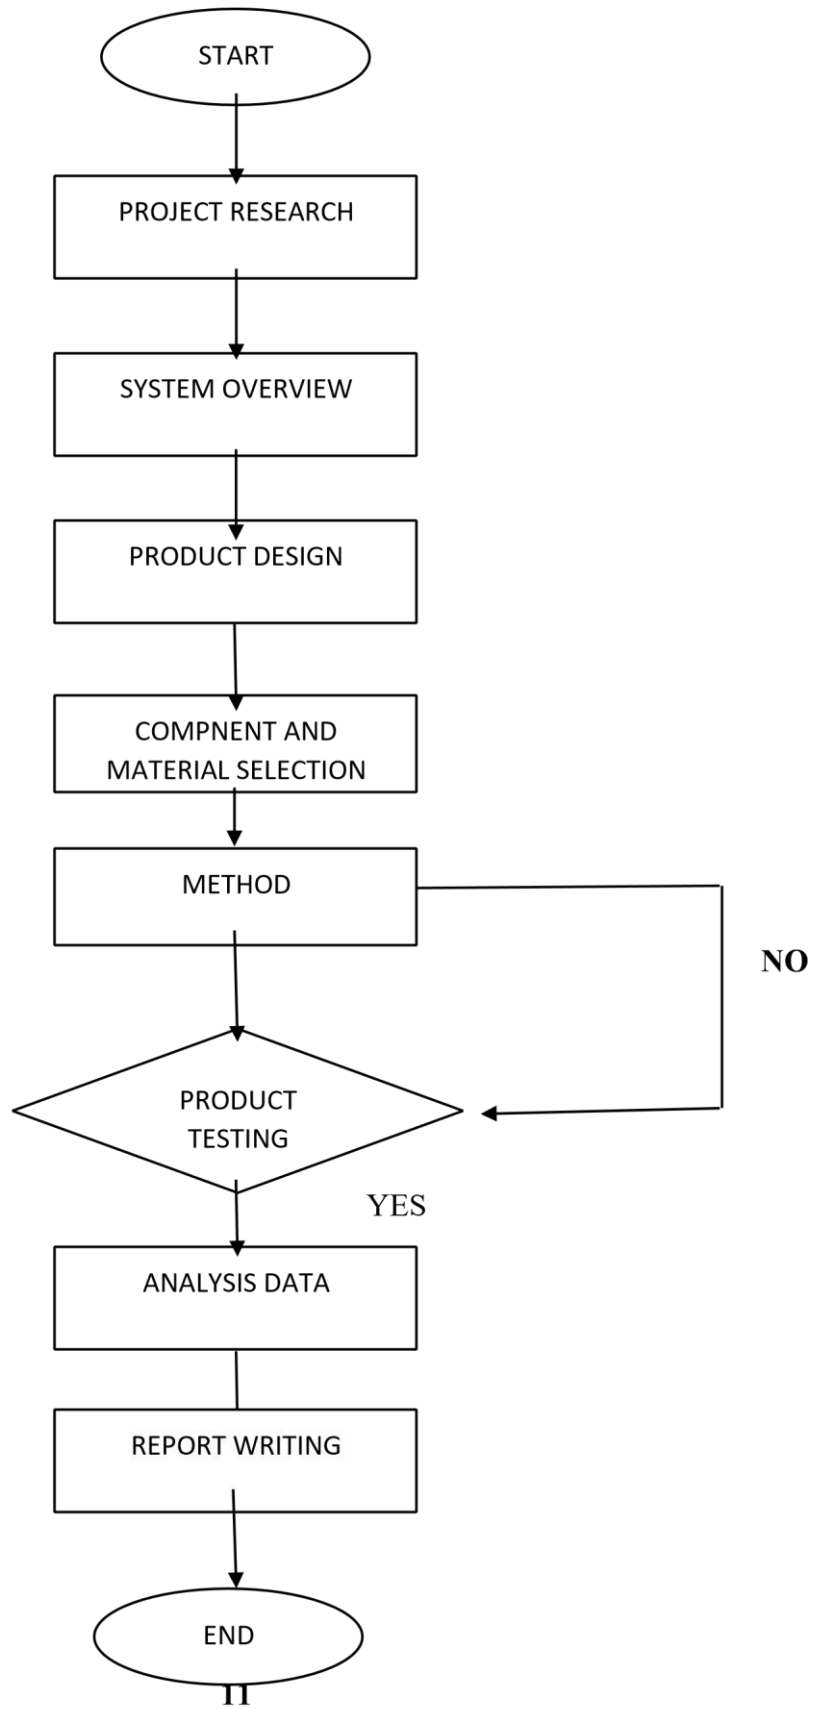 START
PROJECT RESEARCH
SYSTEM OVERVIEW
PRODUCT DESIGN
COMPNENT AND
MATERIAL SELECTION
METHOD
NO
PRODUCT
TESTING
YES
ANALYSIS DATA
REPORT WRITING
END
11